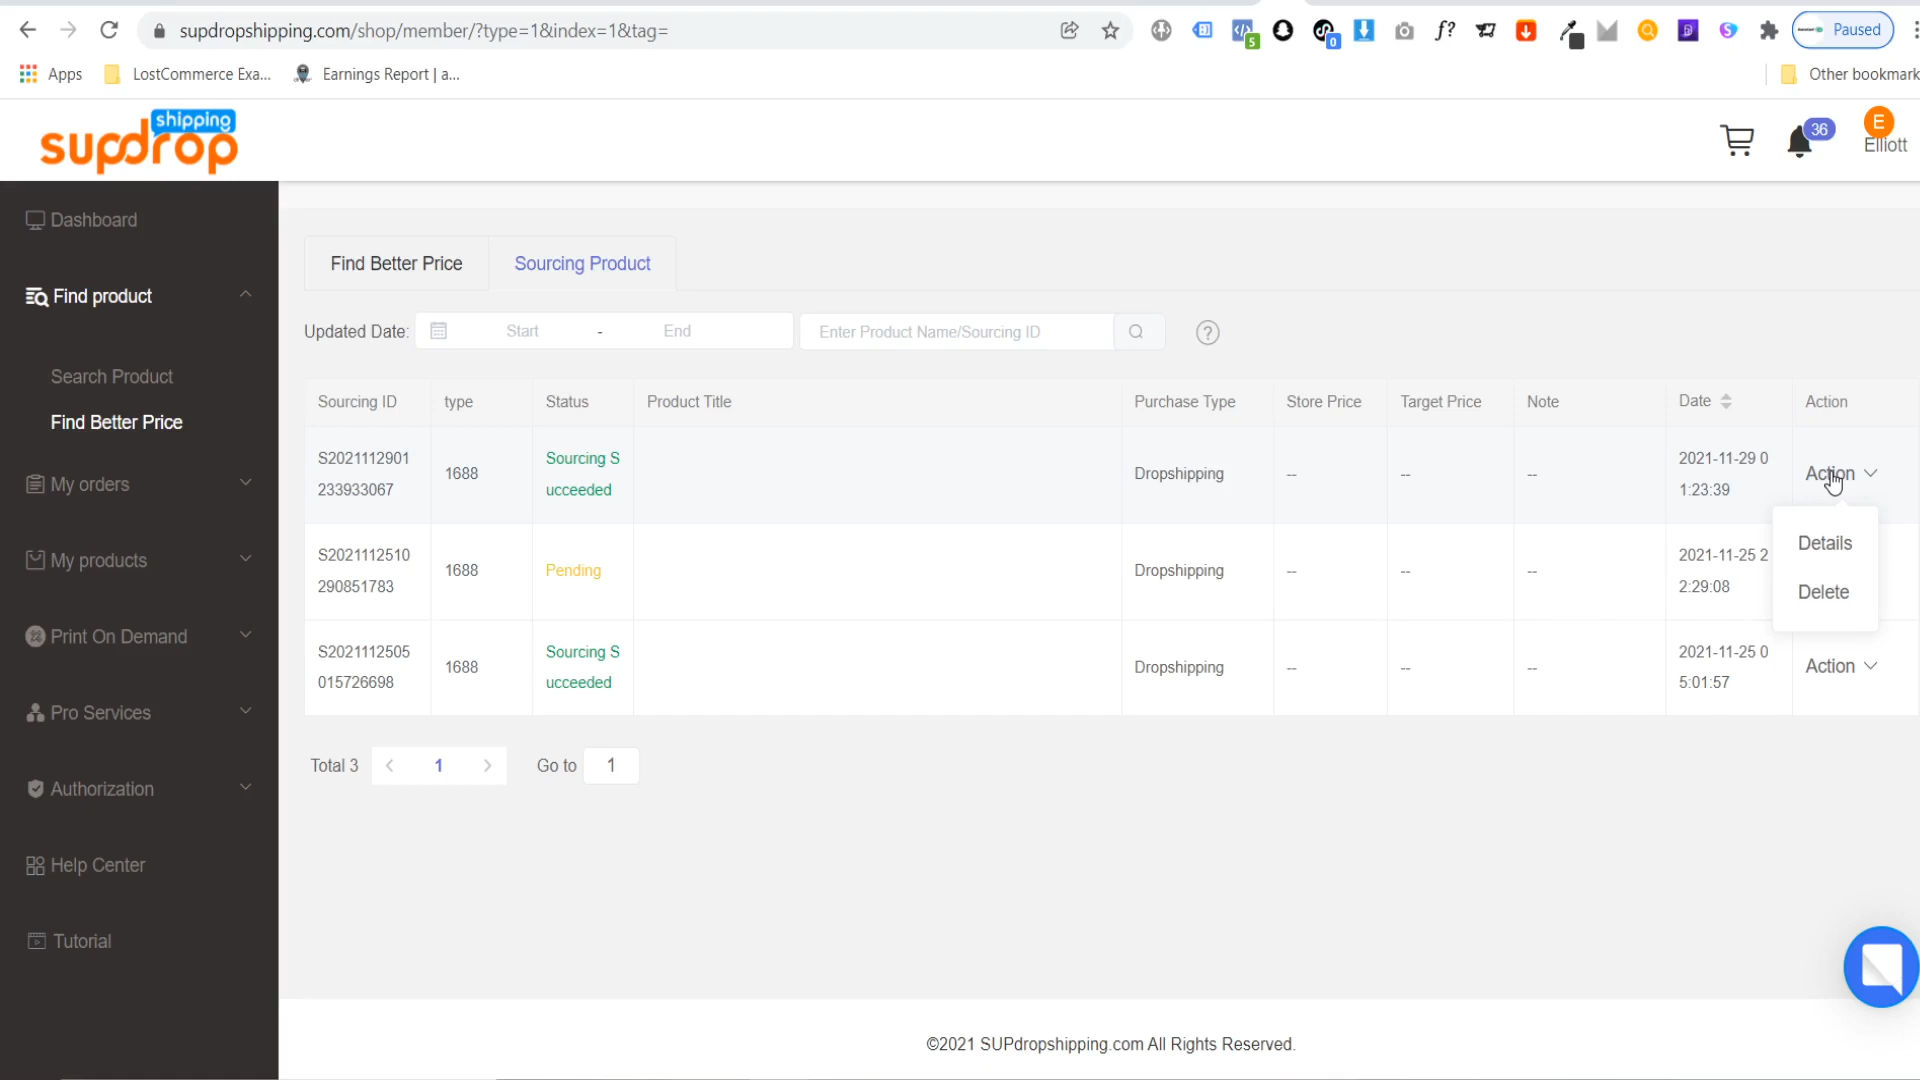 supdropshipping.com/shop/member/?type=1&index=1&tag=
5
0
f?
Paused
Apps
LostCommerce Exa...
Earnings Report | a...
Other bookmark
shipping
supdrop
36
E
Elliott
Dashboard
Find product
Search Product
Find Better Price
My orders
My products
Print On Demand
Pro Services
Authorization
Help Center
Tutorial
Find Better Price
Sourcing Product
Updated Date: Start - End
Enter Product Name/Sourcing ID
?
Sourcing ID type Status Product Title Purchase Type Store Price Target Price Note Date Action
S2021112901
233933067
1688
Sourcing S
ucceeded
Dropshipping
--
--
--
2021-11-29 0
1:23:39
Action
Details
Delete
S2021112510
290851783
1688
Pending
Dropshipping
--
--
--
2021-11-25 2
2:29:08
S2021112505
015726698
1688
Sourcing S
ucceeded
Dropshipping
--
--
--
2021-11-25 0
5:01:57
Action
Total 3 < 1 > Go to 1
©2021 SUPdropshipping.com All Rights Reserved.